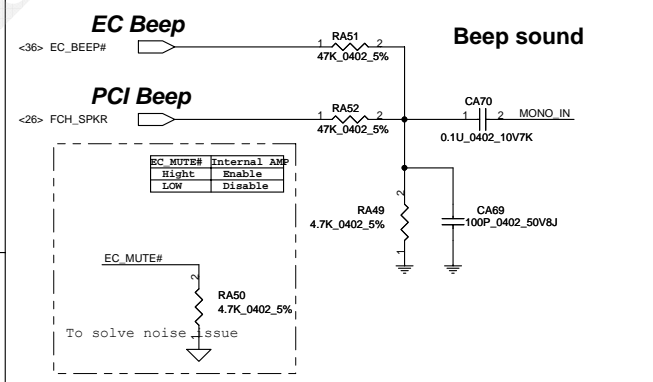 EC Beep
Beep sound
<36> EC_BEEP#
1 RA51 2
47K_0402_5%
PCI Beep
<26> FCH_SPKR
1 RA52 2
47K_0402_5%
CA70
1 2 MONO_IN
0.1U_0402_10V7K
EC_MUTE# Internal AMP
Hight Enable
LOW Disable
2
RA49
4.7K_0402_5%
1
CA69
100P_0402_50V8J
EC_MUTE#
2
RA50
4.7K_0402_5%
1
To solve noise issue